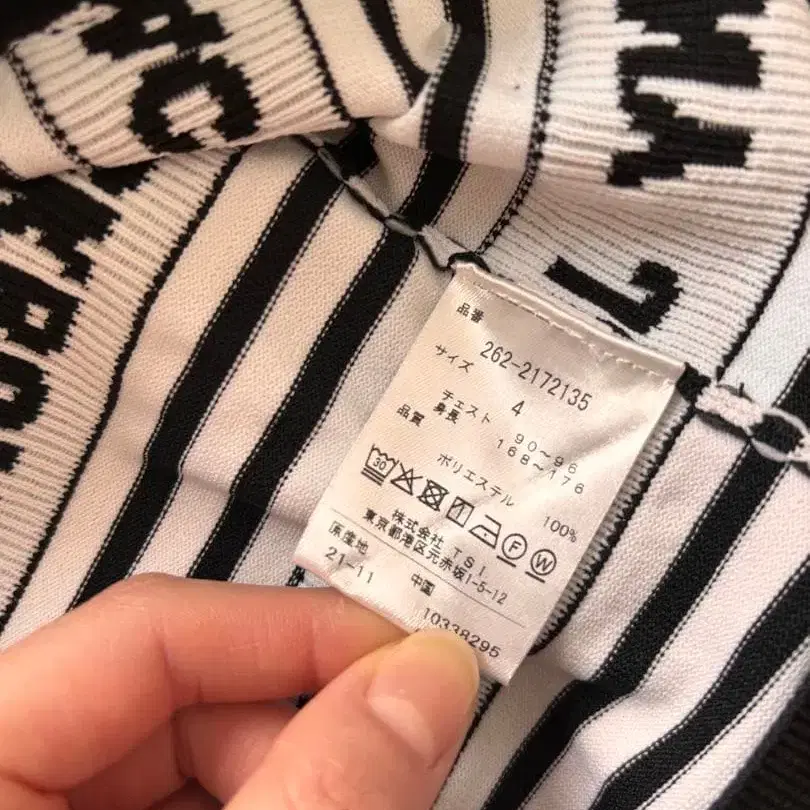 品番
262-2172135
サイズ
4
チェスト 90~96
身長 168~176
品質
ポリエステル 100%
30
F W
株式会社 TSI
東京都港区元赤坂1-5-12
原産地 中国
21-11
10338295